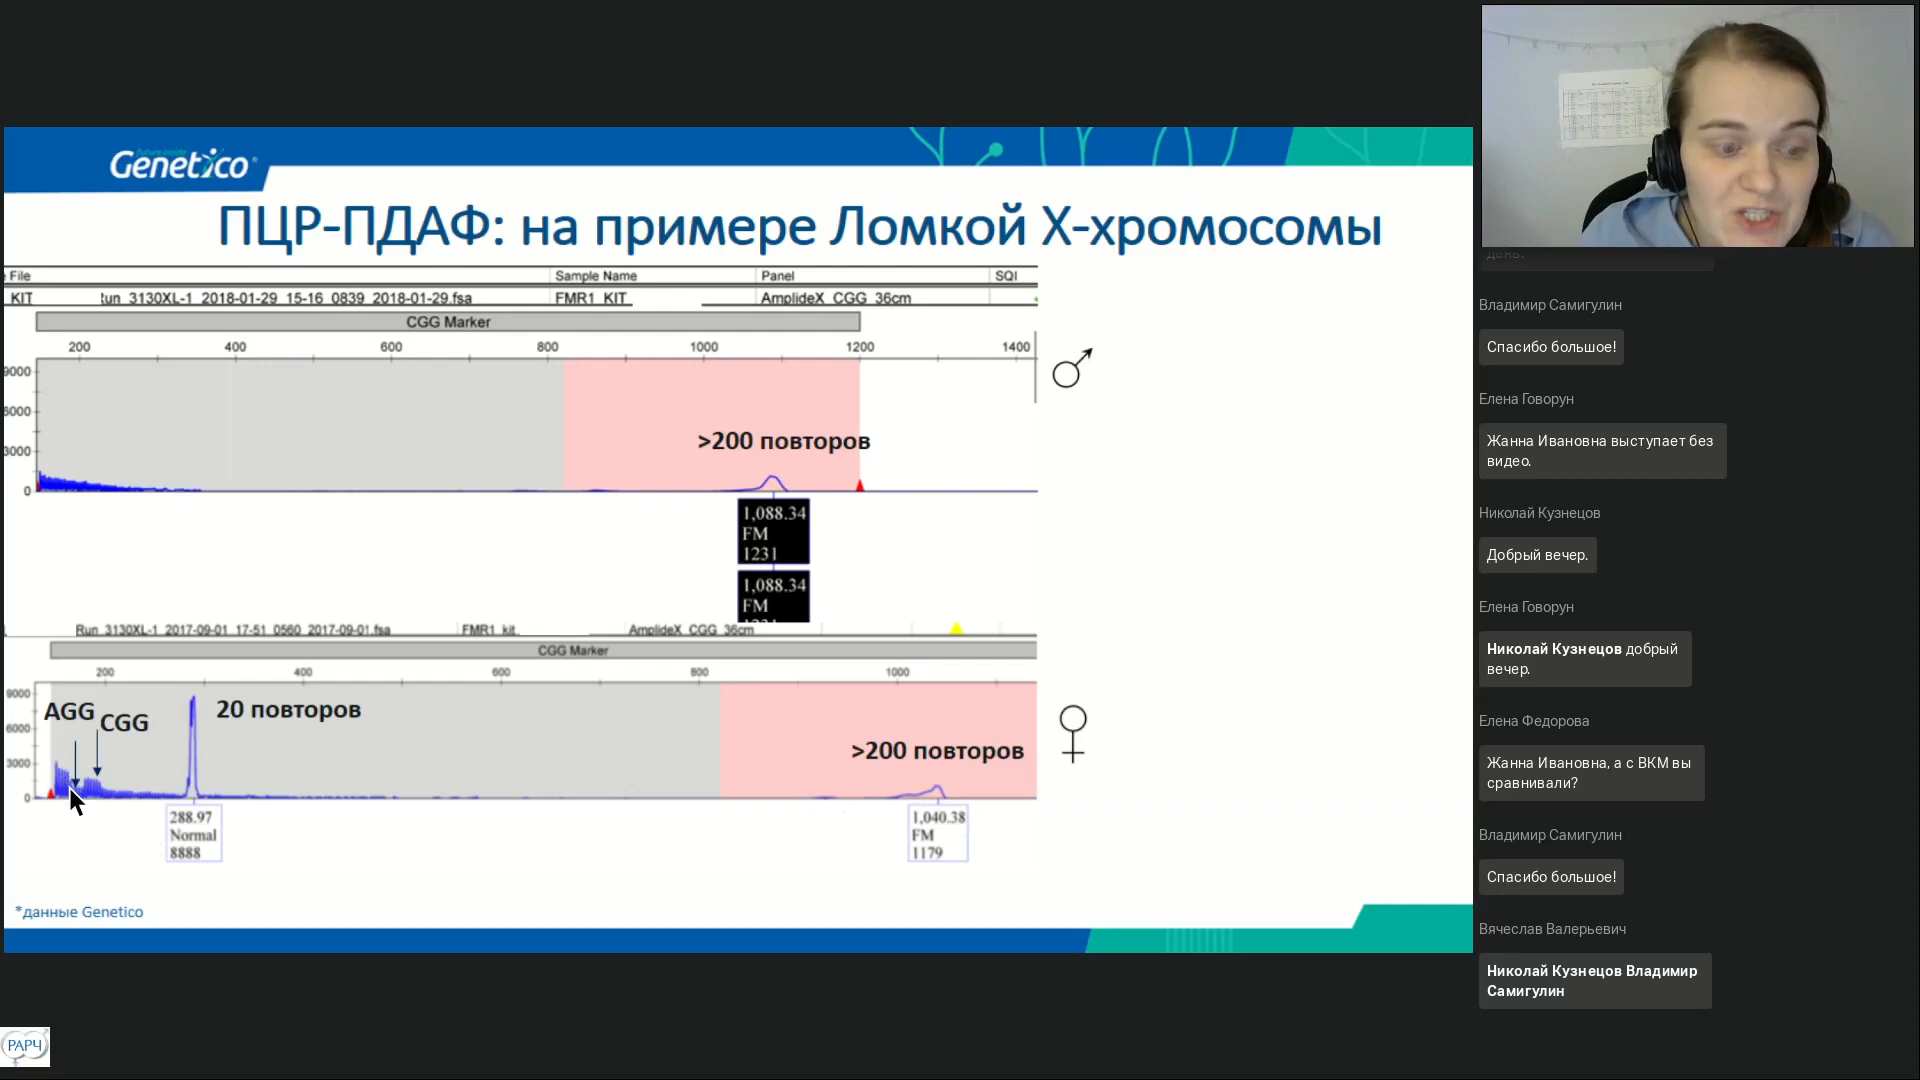 Genetico
ПЦР-ПДАФ: на примере Ломкой Х-хромосомы
File
Sample Name
Panel
SQI
KIT
Run_3130XL-1_2018-01-29_15-16_0839_2018-01-29.fsa
FMR1_KIT
AmplideX_CGG_36cm
CGG Marker
200
400
600
800
1000
1200
1400
9000
6000
3000
0
>200 повторов
1,088.34
FM
1231
1,088.34
FM
Run_3130XL-1_2017-09-01_17-51_0560_2017-09-01.fsa
FMR1_kit
AmplideX_CGG_36cm
CGG Marker
200
400
600
800
1000
9000
6000
3000
0
AGG
CGG
20 повторов
>200 повторов
288.97
Normal
8888
1,040.38
FM
1179
*данные Genetico
РАРЧ
день.
Владимир Самигулин
Спасибо большое!
Елена Говорун
Жанна Ивановна выступает без
видео.
Николай Кузнецов
Добрый вечер.
Елена Говорун
Николай Кузнецов добрый
вечер.
Елена Федорова
Жанна Ивановна, а с ВКМ вы
сравнивали?
Владимир Самигулин
Спасибо большое!
Вячеслав Валерьевич
Николай Кузнецов Владимир
Самигулин